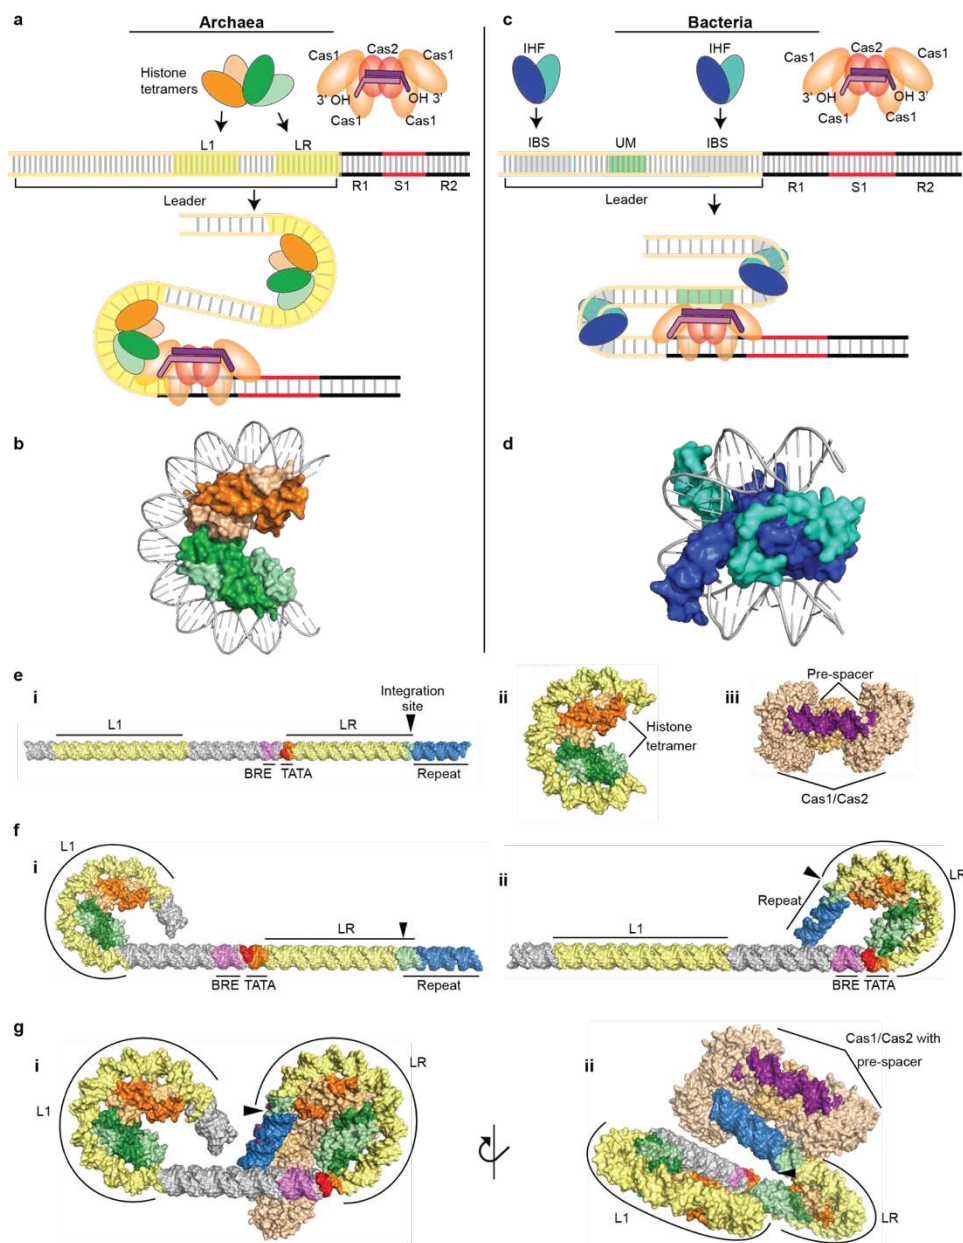 a
Archaea
Histone
tetramers
Cas1
Cas2
Cas1
3' OH
OH 3'
Cas1
Cas1
L1
LR
R1
S1
R2
Leader
c
Bacteria
IHF
IHF
Cas1
Cas2
Cas1
3' OH
OH 3'
Cas1
Cas1
IBS
UM
IBS
R1
S1
R2
Leader
b
d
e
i
L1
LR
Integration
site
BRE
TATA
Repeat
ii
Histone
tetramer
iii
Pre-spacer
Cas1/Cas2
f
i
L1
LR
BRE
TATA
Repeat
ii
L1
Repeat
LR
BRE
TATA
g
i
L1
LR
ii
Cas1/Cas2 with
pre-spacer
L1
LR